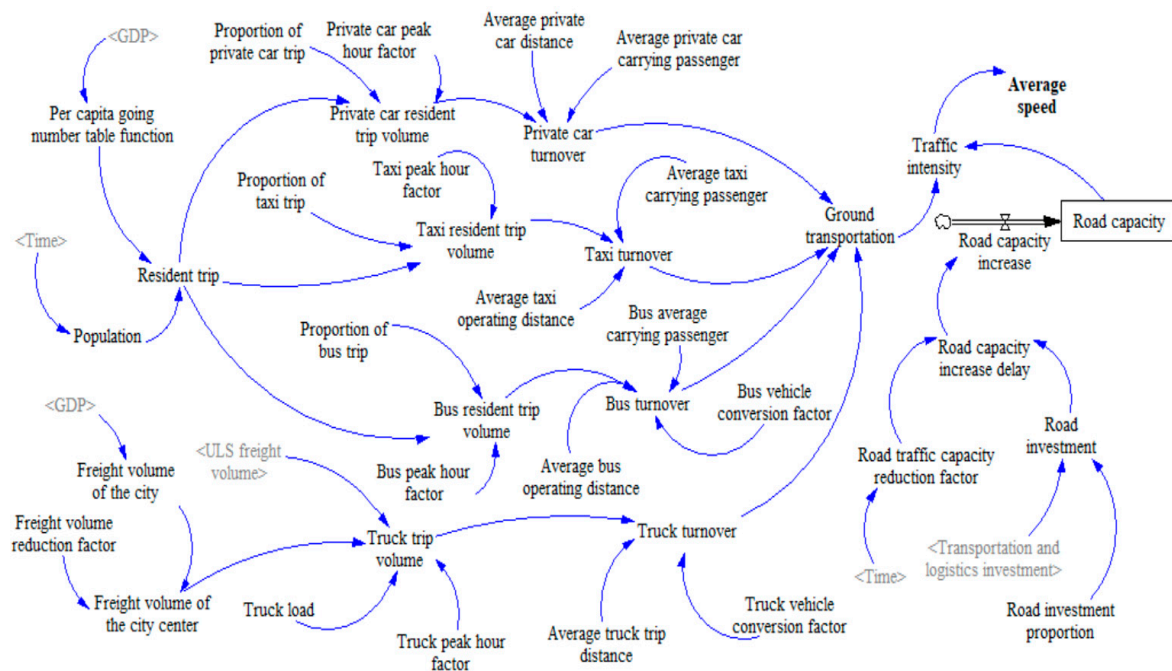 <GDP>
Proportion of
private car trip
Private car peak
hour factor
Average private
car distance
Average private car
carrying passenger
Average
speed
Per capita going
number table function
Private car resident
trip volume
Private car
turnover
Traffic
intensity
Taxi peak hour
factor
Average taxi
carrying passenger
Proportion of
taxi trip
Ground
transportation
Road capacity
Road capacity
increase
<Time>
Resident trip
Taxi resident trip
volume
Taxi turnover
Average taxi
operating distance
Population
Proportion of
bus trip
Bus average
carrying passenger
Road capacity
increase delay
<GDP>
Bus resident trip
volume
Bus turnover
Bus vehicle
conversion factor
Road
investment
<ULS freight
volume>
Freight volume
of the city
Bus peak hour
factor
Average bus
operating distance
Road traffic capacity
reduction factor
Freight volume
reduction factor
Truck trip
volume
Truck turnover
<Transportation and
logistics investment>
<Time>
Freight volume of
the city center
Truck load
Truck peak hour
factor
Average truck trip
distance
Truck vehicle
conversion factor
Road investment
proportion